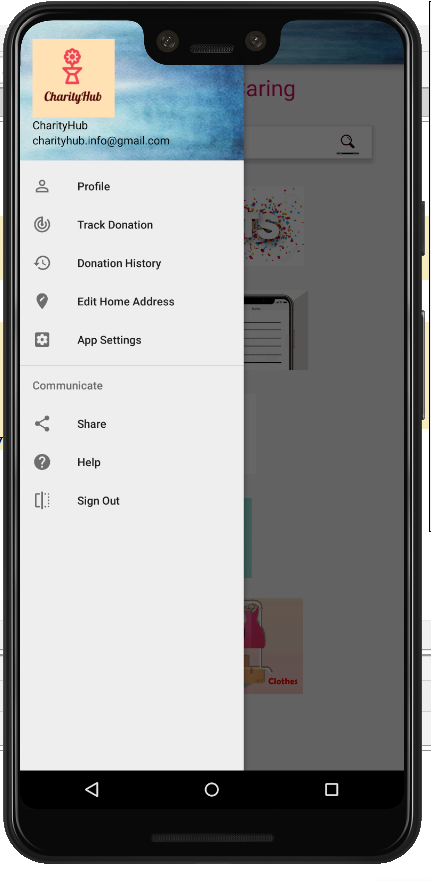 CharityHub
CharityHub
charityhub.info@gmail.com
aring
Profile
Track Donation
Donation History
Edit Home Address
App Settings
Communicate
Share
Help
Sign Out
Clothes